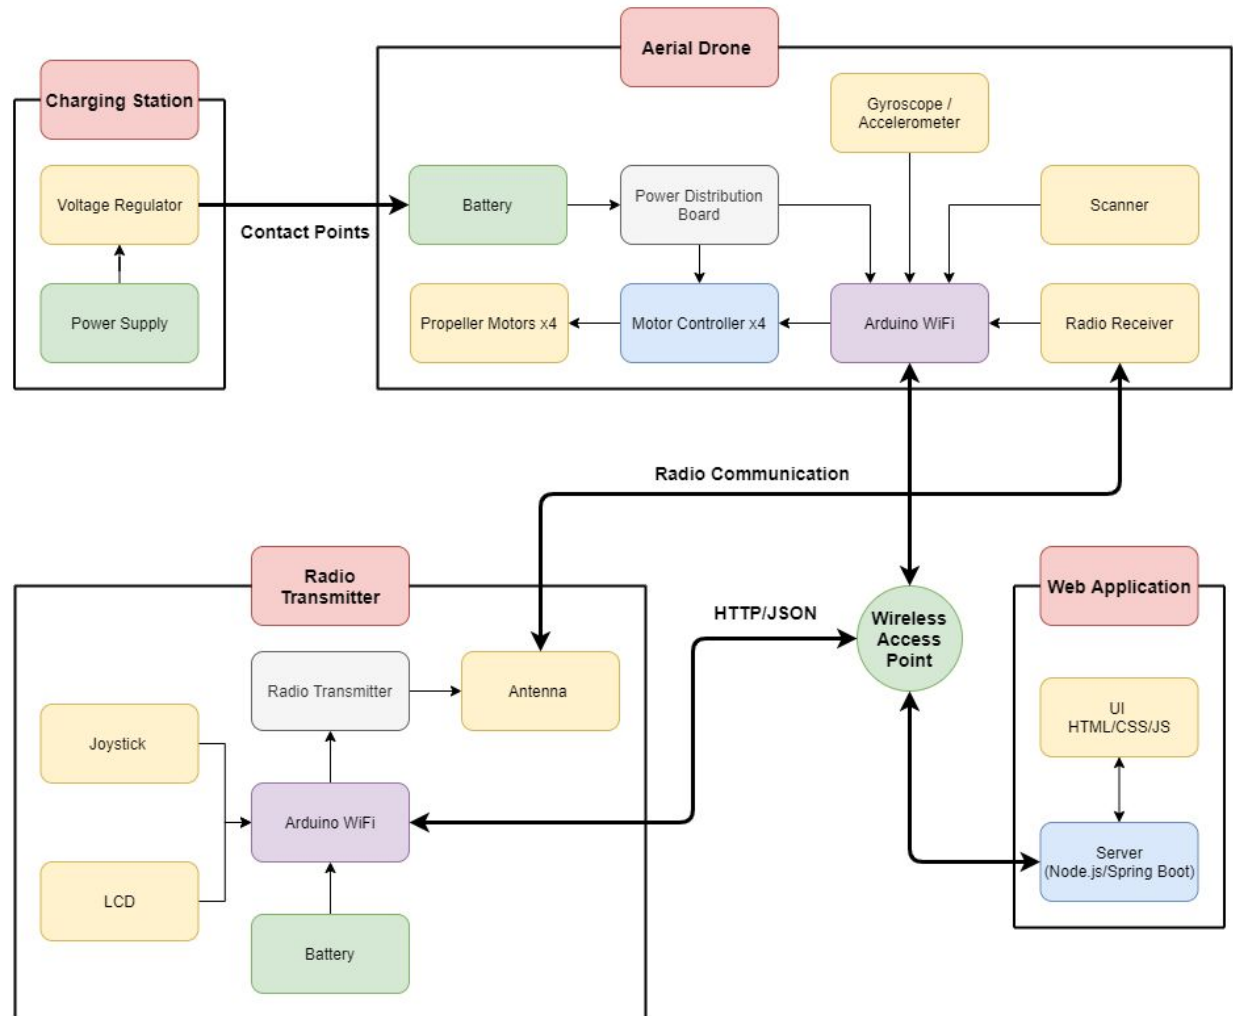 Aerial Drone
Charging Station
Gyroscope /
Accelerometer
Voltage Regulator
Contact Points
Battery
Power Distribution
Board
Scanner
Power Supply
Propeller Motors x4
Motor Controller x4
Arduino WiFi
Radio Receiver
Radio Communication
Radio
Transmitter
Web Application
HTTP/JSON
Wireless
Access
Point
Radio Transmitter
Antenna
UI
HTML/CSS/JS
Joystick
Arduino WiFi
Server
(Node.js/Spring Boot)
LCD
Battery